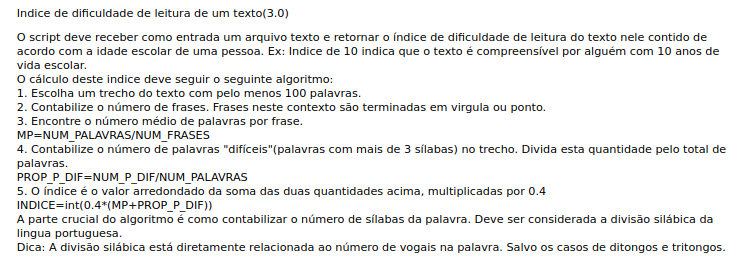 Indice de dificuldade de leitura de um texto(3.0)
O script deve receber como entrada um arquivo texto e retornar o índice de dificuldade de leitura do texto nele contido de
acordo com a idade escolar de uma pessoa. Ex: Indice de 10 indica que o texto é compreensível por alguém com 10 anos de
vida escolar.
O cálculo deste indice deve seguir o seguinte algoritmo:
1. Escolha um trecho do texto com pelo menos 100 palavras.
2. Contabilize o número de frases. Frases neste contexto são terminadas em virgula ou ponto.
3. Encontre o número médio de palavras por frase.
MP=NUM_PALAVRAS/NUM_FRASES
4. Contabilize o número de palavras "difíceis"(palavras com mais de 3 sílabas) no trecho. Divida esta quantidade pelo total de
palavras.
PROP_P_DIF=NUM_P_DIF/NUM_PALAVRAS
5. O índice é o valor arredondado da soma das duas quantidades acima, multiplicadas por 0.4
INDICE=int(0.4*(MP+PROP_P_DIF))
A parte crucial do algoritmo é como contabilizar o número de sílabas da palavra. Deve ser considerada a divisão silábica da
lingua portuguesa.
Dica: A divisão silábica está diretamente relacionada ao número de vogais na palavra. Salvo os casos de ditongos e tritongos.